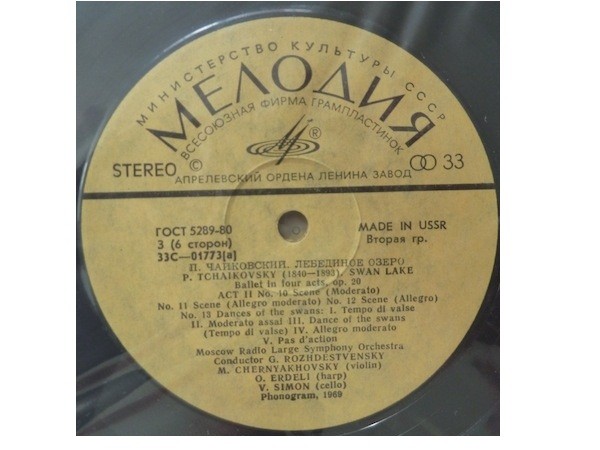 МИНИСТЕРСТВО КУЛЬТУРЫ СССР
МЕЛОДИЯ
ВСЕСОЮЗНАЯ ФИРМА ГРАМПЛАСТИНОК
®
STEREO © 33
АПРЕЛЕВСКИЙ ОРДЕНА ЛЕНИНА ЗАВОД
ГОСТ 5289-80 MADE IN USSR
3 (6 сторон) Вторая гр.
33С—01773(в)
П. ЧАЙКОВСКИЙ. ЛЕБЕДИНОЕ ОЗЕРО
P. TCHAIKOVSKY (1840—1893). SWAN LAKE
Ballet in four acts, op. 20
ACT II No. 10 Scene (Moderato)
No. 11 Scene (Allegro moderato) No. 12 Scene (Allegro)
No. 13 Dances of the swans: I. Tempo di valse
II. Moderato assai III. Dance of the swans
(Tempo di valse) IV. Allegro moderato
V. Pas d'action
Moscow Radio Large Symphony Orchestra
Conductor G. ROZHDESTVENSKY
M. CHERNYAKHOVSKY (violin)
O. ERDELI (harp)
V. SIMON (cello)
Phonogram, 1969